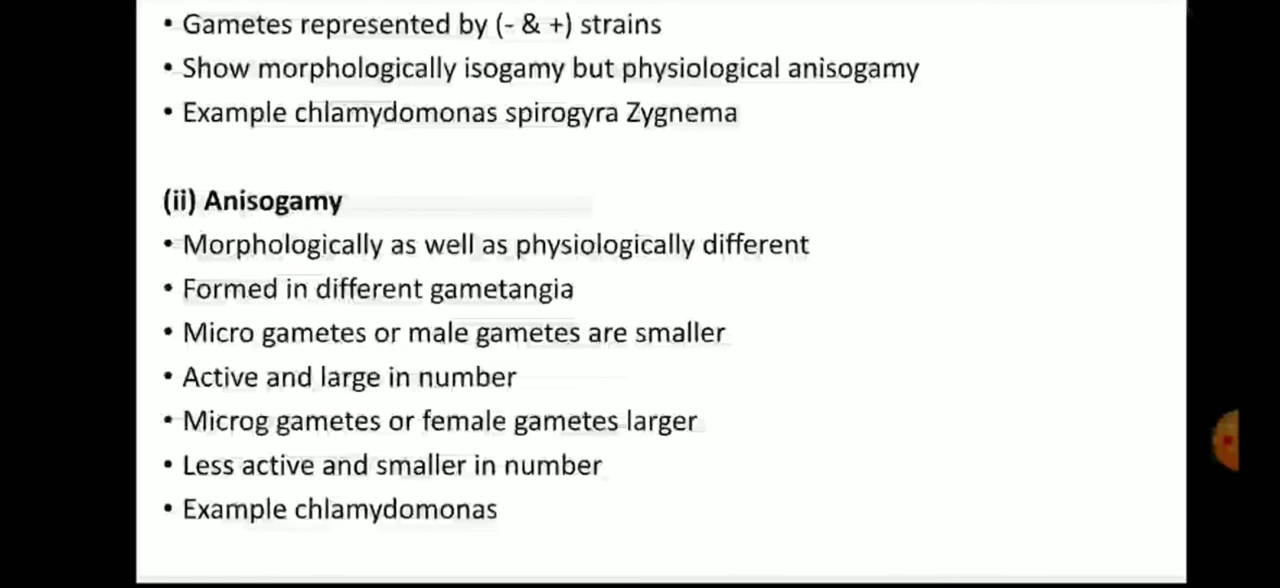 • Gametes represented by (- & +) strains
• Show morphologically isogamy but physiological anisogamy
• Example chlamydomonas spirogyra Zygnema
(ii) Anisogamy
• Morphologically as well as physiologically different
• Formed in different gametangia
• Micro gametes or male gametes are smaller
• Active and large in number
• Microg gametes or female gametes larger
• Less active and smaller in number
• Example chlamydomonas